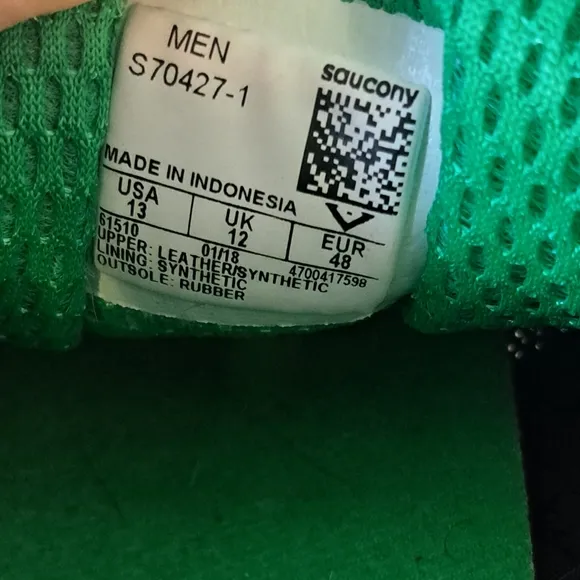 MEN
S70427-1
saucony
MADE IN INDONESIA
USA UK EUR
13 12 48
61510 01/18 4700417598
UPPER: LEATHER/SYNTHETIC
LINING: SYNTHETIC
OUTSOLE: RUBBER